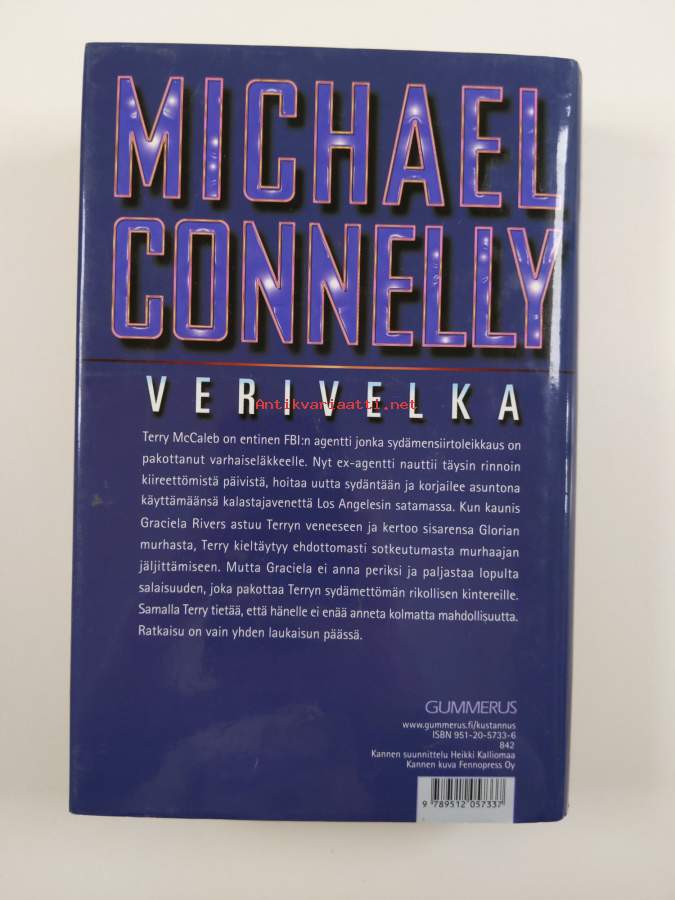 MICHAEL
CONNELLY
VERIVELKA
Antikvariaatti.net
Terry McCaleb on entinen FBI:n agentti jonka sydämensiirtoleikkaus on
pakottanut varhaiseläkkeelle. Nyt ex-agentti nauttii täysin rinnoin
kiireettömistä päivistä, hoitaa uutta sydäntään ja korjailee asuntona
käyttämäänsä kalastajavenettä Los Angelesin satamassa. Kun kaunis
Graciela Rivers astuu Terryn veneeseen ja kertoo sisarensa Glorian
murhasta, Terry kieltäytyy ehdottomasti sotkeutumasta murhaajan
jäljittämiseen. Mutta Graciela ei anna periksi ja paljastaa lopulta
salaisuuden, joka pakottaa Terryn sydämettömän rikollisen kintereille.
Samalla Terry tietää, että hänelle ei enää anneta kolmatta mahdollisuutta.
Ratkaisu on vain yhden laukaisun päässä.
GUMMERUS
www.gummerus.fi/kustannus
ISBN 951-20-5733-6
842
Kannen suunnittelu Heikki Kalliomaa
Kannen kuva Fennopress Oy
9 789512 057337